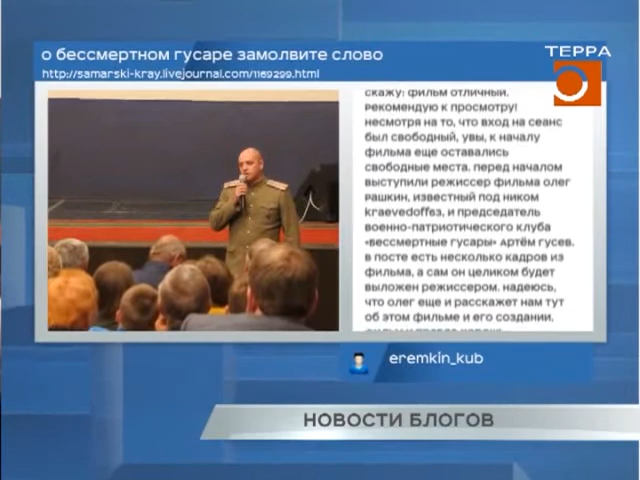 о бессмертном гусаре замолвите слово
http://samarski-kray.livejournal.com/1169299.html
ТЕРРА
скажу: фильм отличный.
рекомендую к просмотру!
несмотря на то, что вход на сеанс
был свободный, увы, к началу
фильма еще оставались
свободные места. перед началом
выступили режиссер фильма олег
рашкин, известный под ником
kraevedoff63, и председатель
военно-патриотического клуба
«бессмертные гусары» артём гусев.
в посте есть несколько кадров из
фильма, а сам он целиком будет
выложен режиссером. надеюсь,
что олег еще и расскажет нам тут
об этом фильме и его создании.
eremkin_kub
НОВОСТИ БЛОГОВ